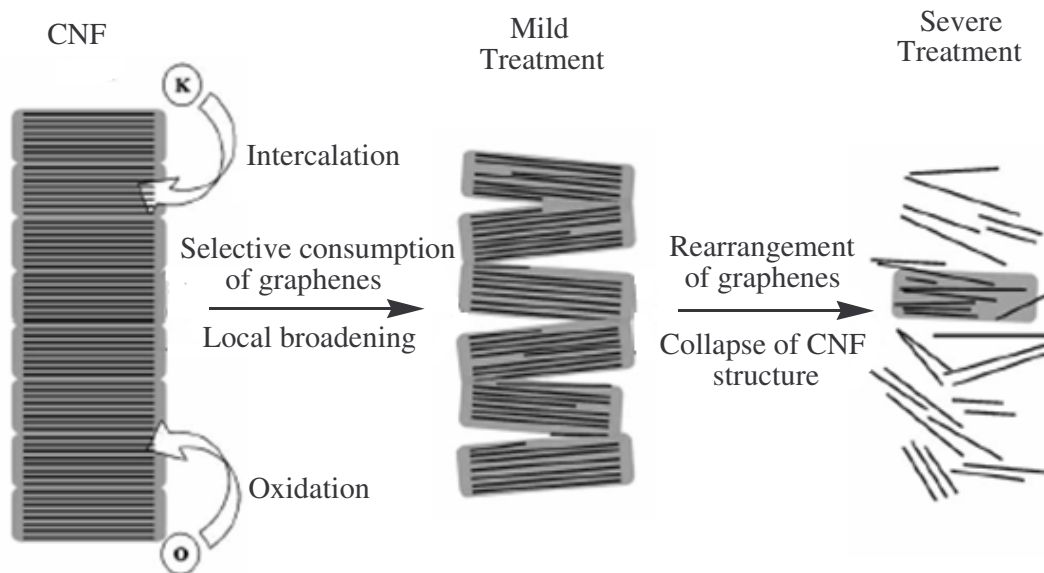 CNF
Mild
Treatment
Severe
Treatment
K
Intercalation
Selective consumption
of graphenes
Local broadening
Rearrangement
of graphenes
Collapse of CNF
structure
Oxidation
O